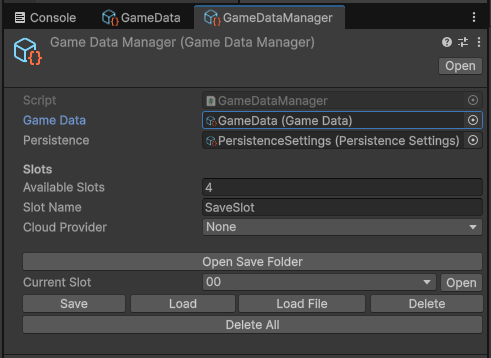 Console GameData GameDataManager
Game Data Manager (Game Data Manager)
Open
Script GameDataManager
Game Data GameData (Game Data)
Persistence PersistenceSettings (Persistence Settings)
Slots
Available Slots 4
Slot Name SaveSlot
Cloud Provider None
Open Save Folder
Current Slot 00 Open
Save Load Load File Delete
Delete All